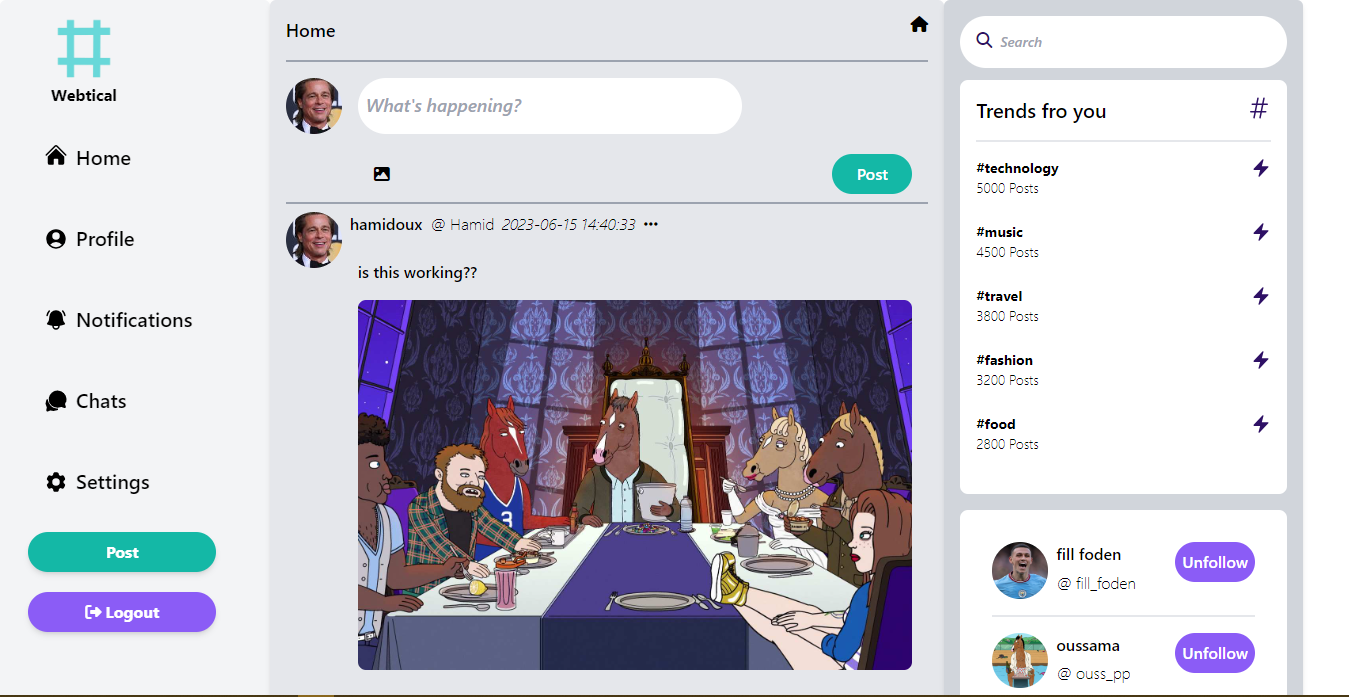 Webtical
Home
Profile
Notifications
Chats
Settings
Post
Logout
Home
What's happening?
Post
hamidoux @ Hamid 2023-06-15 14:40:33 •••
is this working??
3
Search
Trends fro you #
#technology
5000 Posts
#music
4500 Posts
#travel
3800 Posts
#fashion
3200 Posts
#food
2800 Posts
fill foden
@ fill_foden
Unfollow
oussama
@ ouss_pp
Unfollow